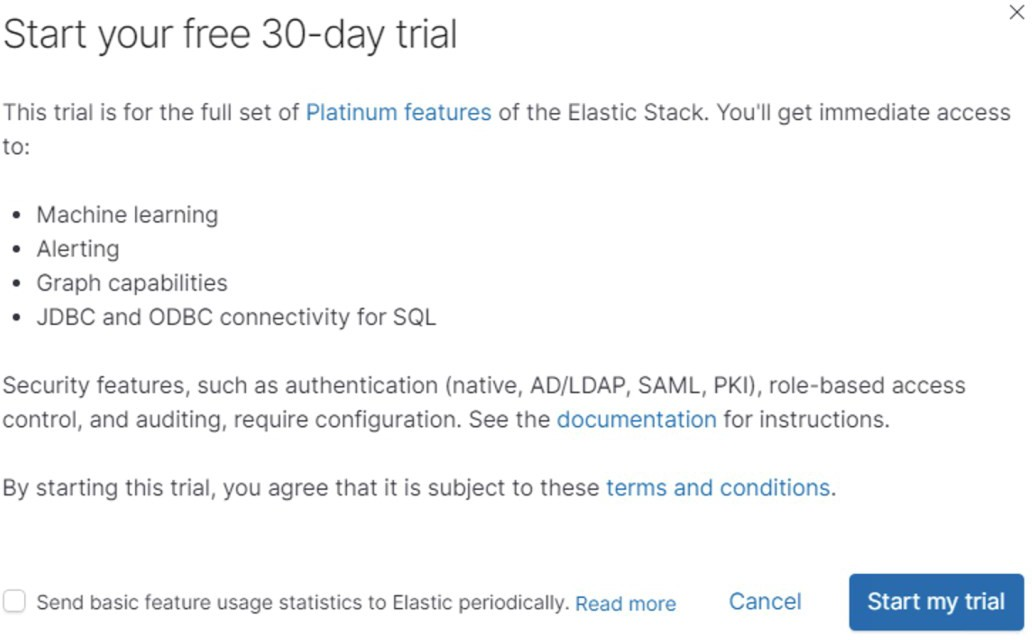 Start your free 30-day trial
This trial is for the full set of Platinum features of the Elastic Stack. You'll get immediate access
to:
• Machine learning
• Alerting
• Graph capabilities
• JDBC and ODBC connectivity for SQL
Security features, such as authentication (native, AD/LDAP, SAML, PKI), role-based access
control, and auditing, require configuration. See the documentation for instructions.
By starting this trial, you agree that it is subject to these terms and conditions.
Send basic feature usage statistics to Elastic periodically. Read more Cancel Start my trial